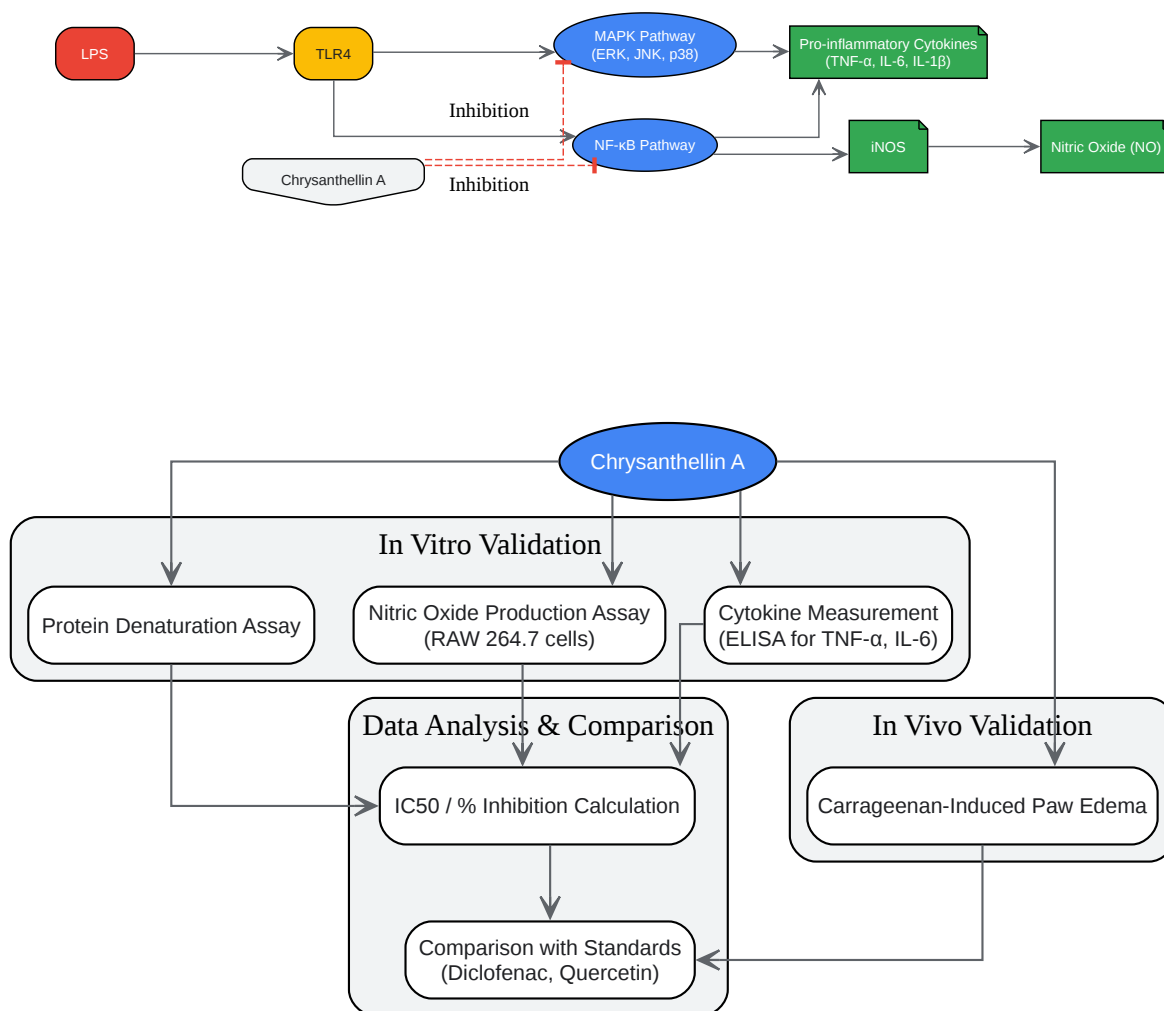 LPS
TLR4
MAPK Pathway
(ERK, JNK, p38)
Pro-inflammatory Cytokines
(TNF-α, IL-6, IL-1β)
Inhibition
NF-κB Pathway
iNOS
Nitric Oxide (NO)
Chrysanthellin A
Inhibition
Chrysanthellin A
In Vitro Validation
Protein Denaturation Assay
Nitric Oxide Production Assay
(RAW 264.7 cells)
Cytokine Measurement
(ELISA for TNF-α, IL-6)
Data Analysis & Comparison
In Vivo Validation
IC50 / % Inhibition Calculation
Carrageenan-Induced Paw Edema
Comparison with Standards
(Diclofenac, Quercetin)